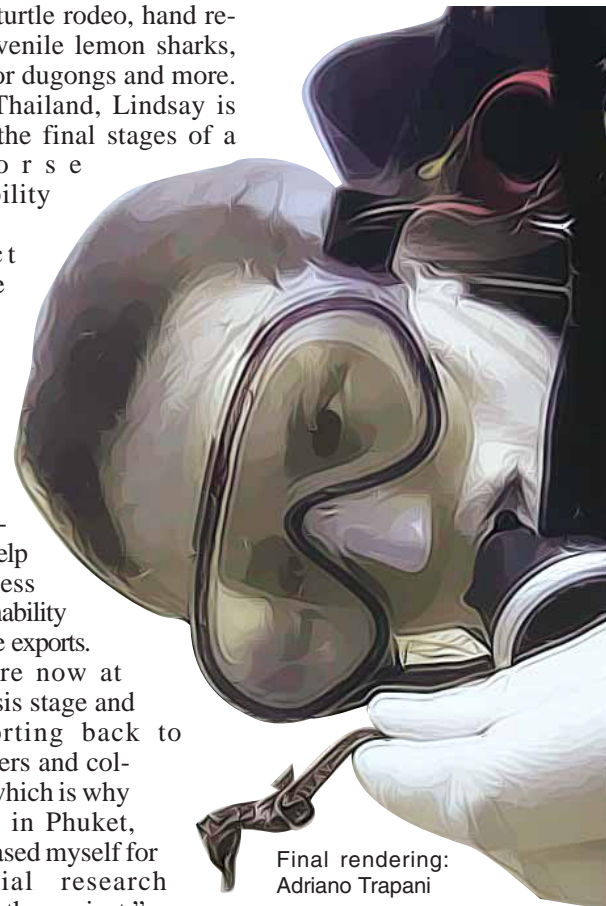 turtle rodeo, hand re-
venile lemon sharks,
or dugongs and more.
Thailand, Lindsay is
the final stages of a
o r s e
bility
ct
e
-
elp
ess
nability
e exports.
re now at
sis stage and
orting back to
ers and col-
which is why
in Phuket,
ased myself for
ial research
Final rendering:
Adriano Trapani